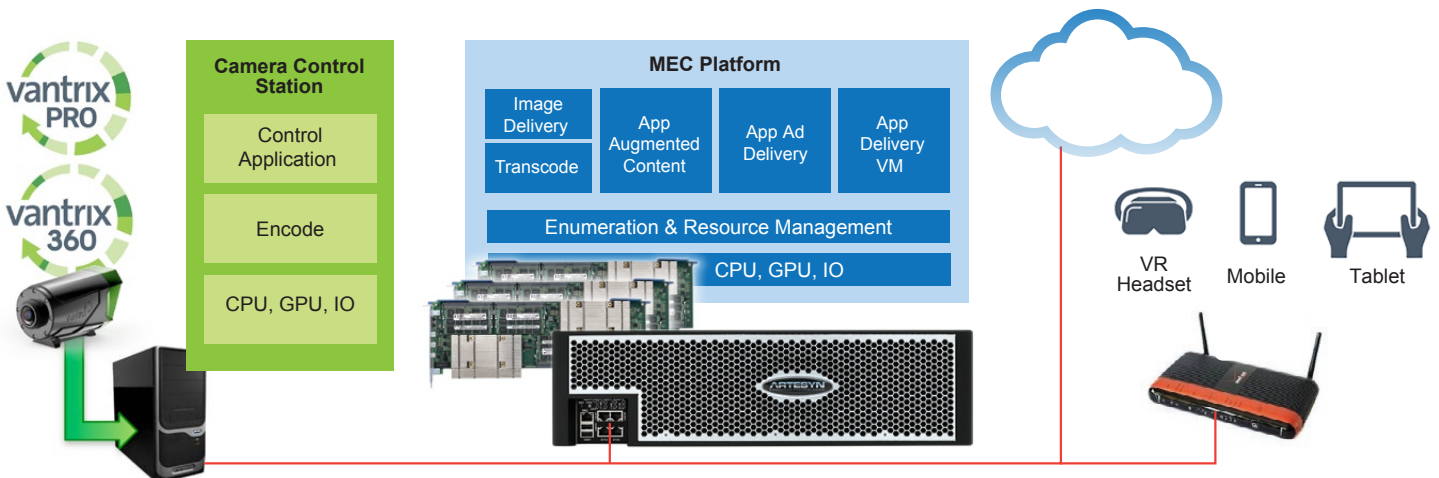 vantrix
PRO
vantrix
360
Camera Control
Station
Control
Application
Encode
CPU, GPU, IO
MEC Platform
Image
Delivery
Transcode
App
Augmented
Content
App Ad
Delivery
App
Delivery
VM
Enumeration & Resource Management
CPU, GPU, IO
ARTESYN
VR
Headset
Mobile
Tablet